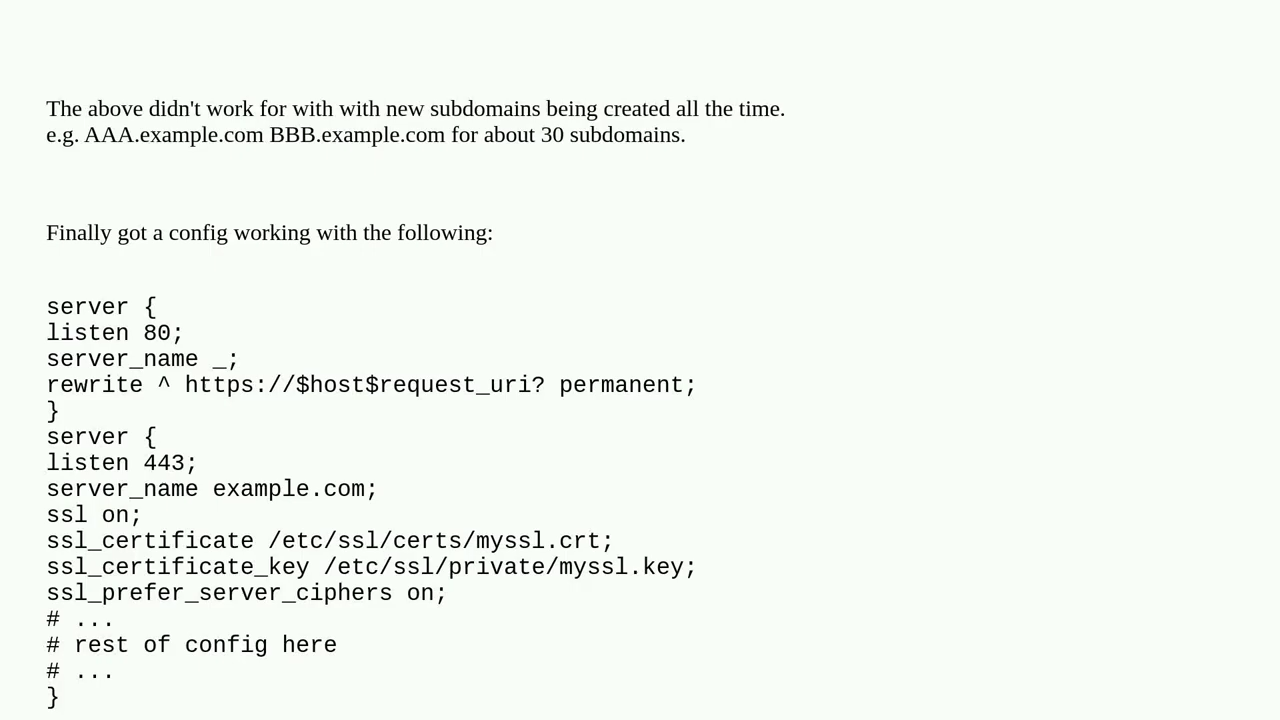 The above didn't work for with with new subdomains being created all the time.
e.g. AAA.example.com BBB.example.com for about 30 subdomains.
Finally got a config working with the following:
server {
listen 80;
server_name _;
rewrite ^ https://$host$request_uri? permanent;
}
server {
listen 443;
server_name example.com;
ssl on;
ssl_certificate /etc/ssl/certs/myssl.crt;
ssl_certificate_key /etc/ssl/private/myssl.key;
ssl_prefer_server_ciphers on;
# ...
# rest of config here
# ...
}